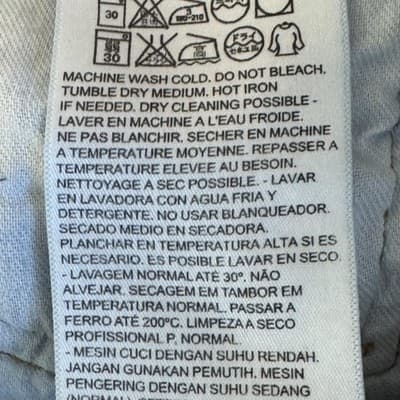 30
30
ドライ
MACHINE WASH COLD. DO NOT BLEACH.
TUMBLE DRY MEDIUM. HOT IRON
IF NEEDED. DRY CLEANING POSSIBLE -
LAVER EN MACHINE A L'EAU FROIDE.
NE PAS BLANCHIR. SECHER EN MACHINE
A TEMPERATURE MOYENNE. REPASSER A
TEMPERATURE ELEVEE AU BESOIN.
NETTOYAGE A SEC POSSIBLE. - LAVAR
EN LAVADORA CON AGUA FRIA Y
DETERGENTE. NO USAR BLANQUEADOR.
SECADO MEDIO EN SECADORA.
PLANCHAR EN TEMPERATURA ALTA SI ES
NECESARIO. ES POSIBLE LAVAR EN SECO.
- LAVAGEM NORMAL ATÉ 30º. NÃO
ALVEJAR. SECAGEM EM TAMBOR EM
TEMPERATURA NORMAL. PASSAR A
FERRO ATÉ 200ºC. LIMPEZA A SECO
PROFISSIONAL P, NORMAL.
- MESIN CUCI DENGAN SUHU RENDAH.
JANGAN GUNAKAN PEMUTIH. MESIN
PENGERING DENGAN SUHU SEDANG